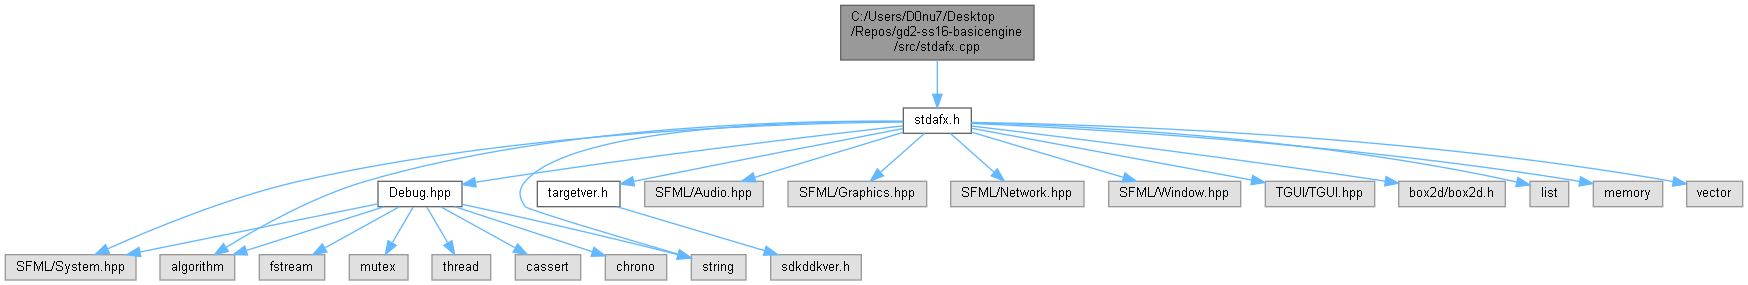 C:/Users/D0nu7/Desktop
/Repos/gd2-ss16-basicengine
/src/stdafx.cpp
stdafx.h
Debug.hpp
targetver.h
SFML/Audio.hpp
SFML/Graphics.hpp
SFML/Network.hpp
SFML/Window.hpp
TGUI/TGUI.hpp
box2d/box2d.h
list
memory
vector
SFML/System.hpp
algorithm
fstream
mutex
thread
cassert
chrono
string
sdkddkver.h